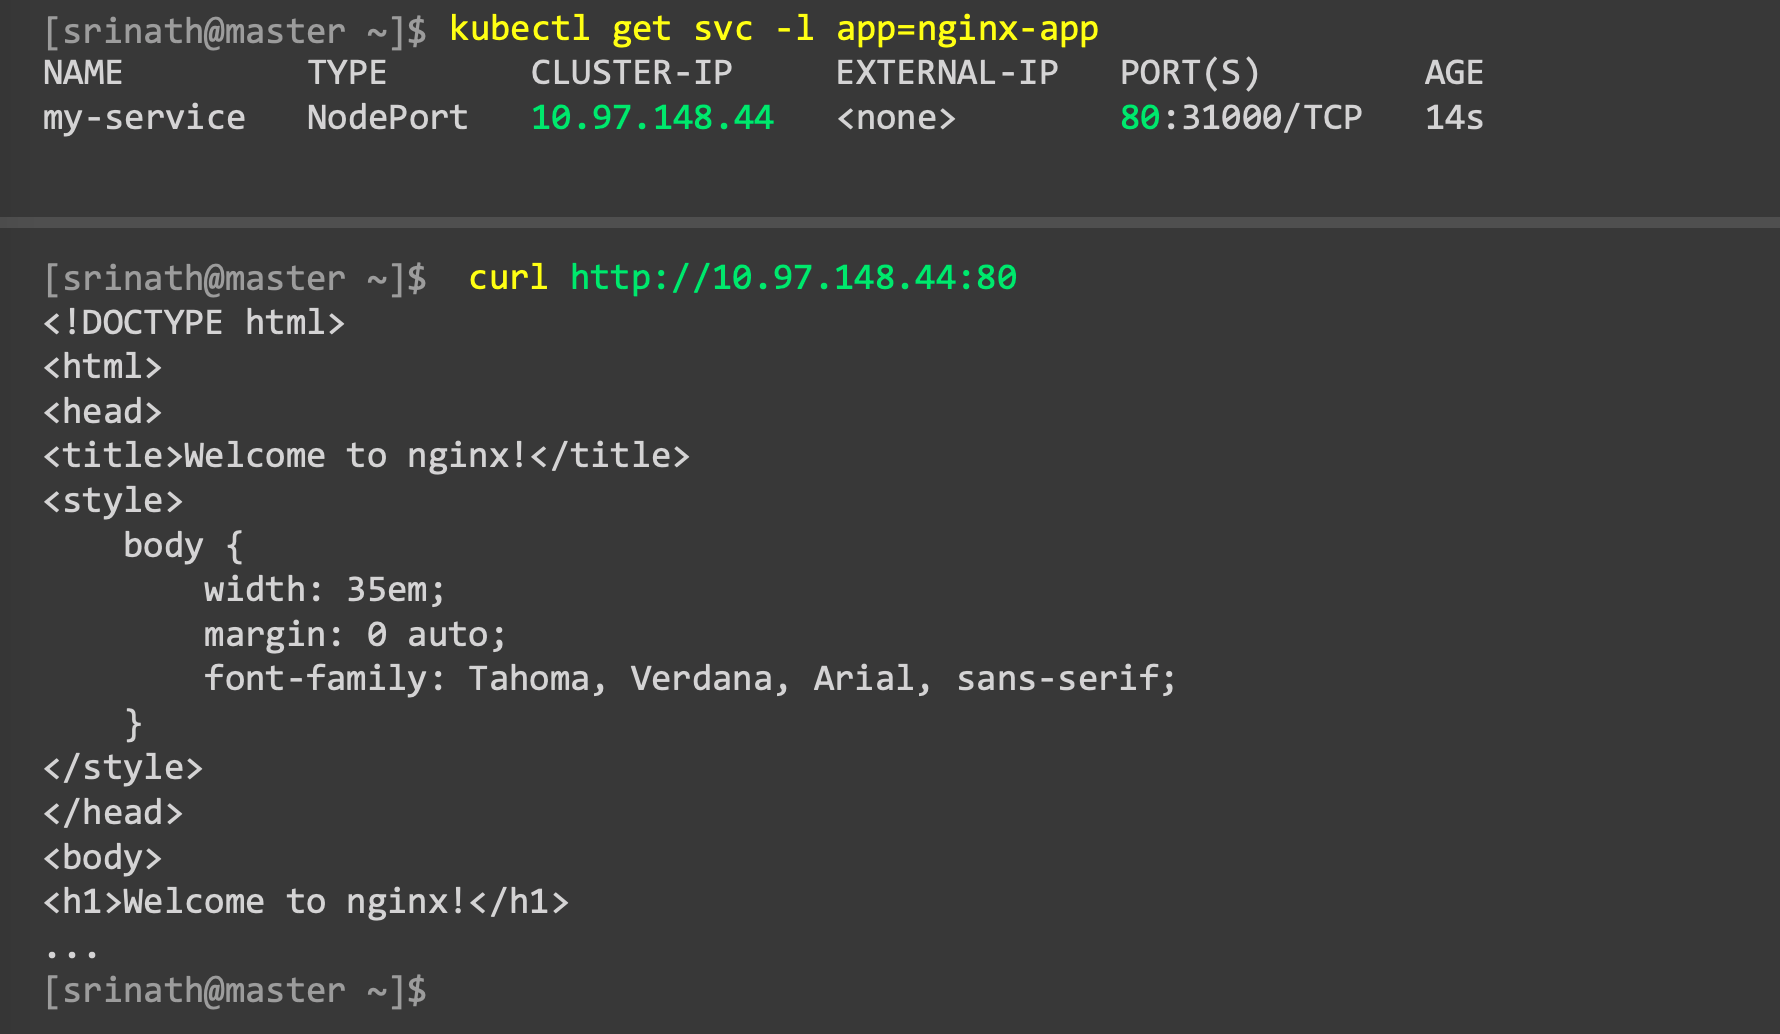 [srinath@master ~]$ kubectl get svc -l app=nginx-app
NAME             TYPE       CLUSTER-IP     EXTERNAL-IP   PORT(S)        AGE
my-service   NodePort   10.97.148.44   <none>        80:31000/TCP   14s
[srinath@master ~]$  curl http://10.97.148.44:80
<!DOCTYPE html>
<html>
<head>
<title>Welcome to nginx!</title>
<style>
    body {
        width: 35em;
        margin: 0 auto;
        font-family: Tahoma, Verdana, Arial, sans-serif;
    }
</style>
</head>
<body>
<h1>Welcome to nginx!</h1>
...
[srinath@master ~]$